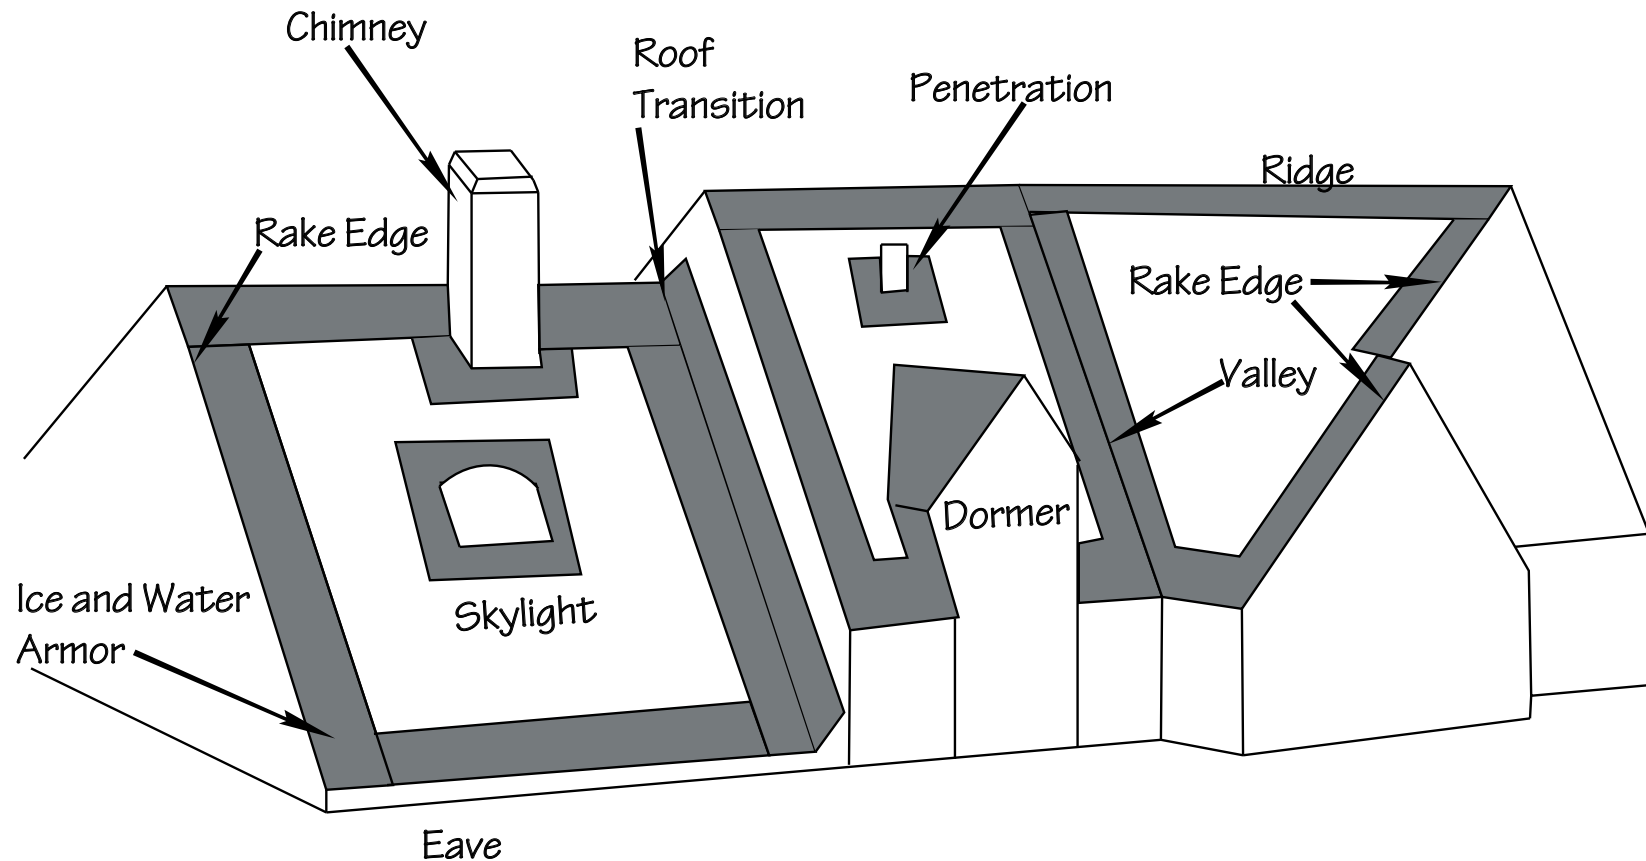 Chimney
Roof
Transition
Penetration
Ridge
Rake Edge
Rake Edge
Valley
Dormer
Ice and Water
Armor
Skylight
Eave